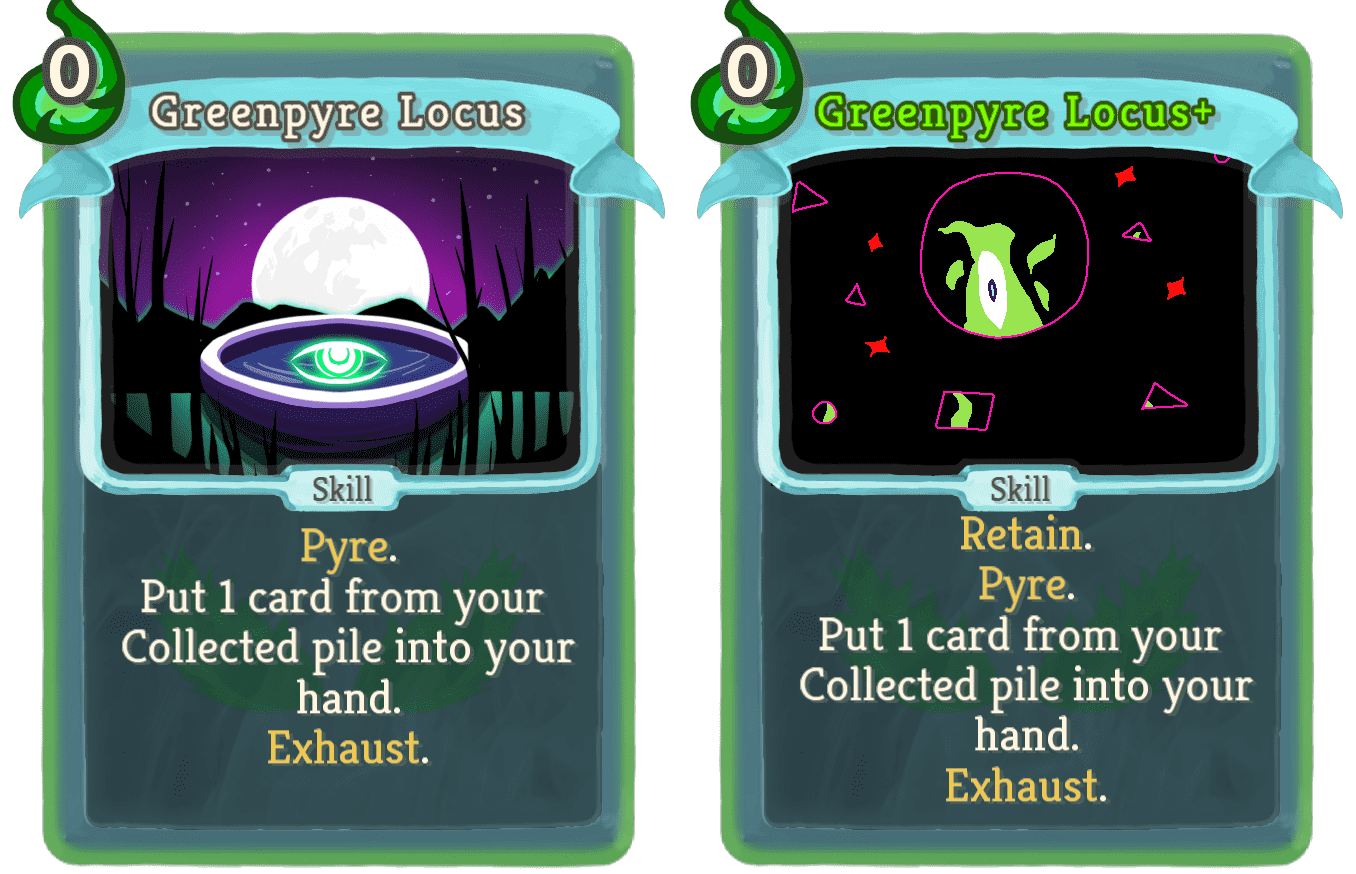 0
Greenpyre Locus
Skill
Pyre.
Put 1 card from your
Collected pile into your
hand.
Exhaust.
0
Greenpyre Locus+
Skill
Retain.
Pyre.
Put 1 card from your
Collected pile into your
hand.
Exhaust.